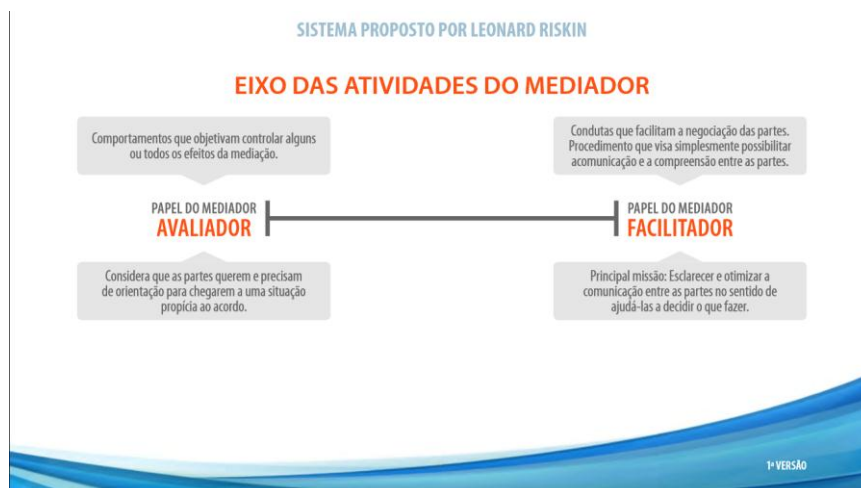 SISTEMA PROPOSTO POR LEONARD RISKIN
EIXO DAS ATIVIDADES DO MEDIADOR
Comportamentos que objetivam controlar alguns
ou todos os efeitos da mediação.
Condutas que facilitam a negociação das partes.
Procedimento que visa simplesmente possibilitar
acomunicação e a compreensão entre as partes.
PAPEL DO MEDIADOR
AVALIADOR
PAPEL DO MEDIADOR
FACILITADOR
Considera que as partes querem e precisam
de orientação para chegarem a uma situação
propícia ao acordo.
Principal missão: Esclarecer e otimizar a
comunicação entre as partes no sentido de
ajudá-las a decidir o que fazer.
1ª VERSÃO